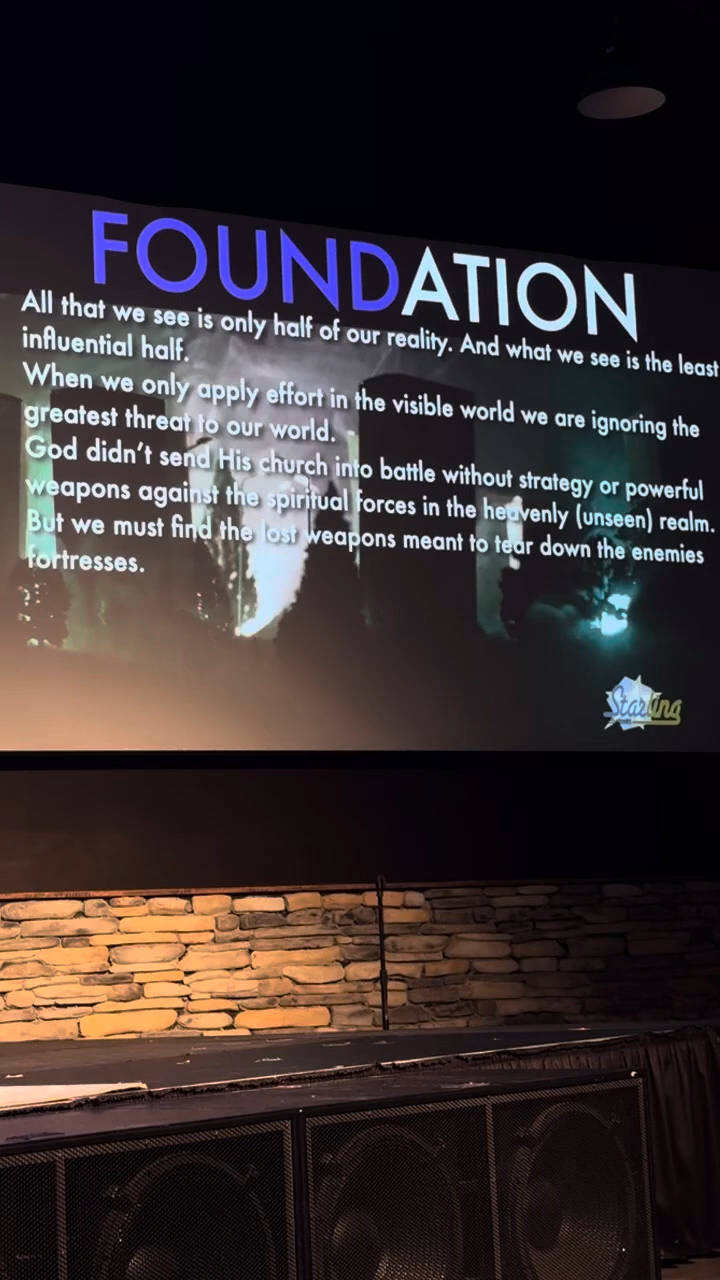 FOUNDATION
All that we see is only half of our reality. And what we see is the least
influential half.
When we only apply effort in the visible world we are ignoring the
greatest threat to our world.
God didn't send His church into battle without strategy or powerful
weapons against the spiritual forces in the heavenly (unseen) realm.
But we must find the lost weapons meant to tear down the enemies
fortresses.
Starling